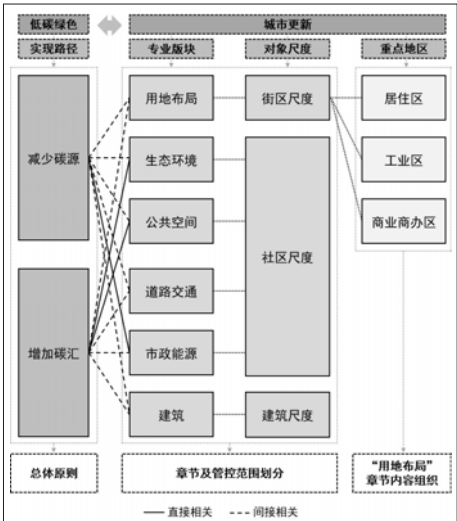 低碳绿色
城市更新
实现路径
专业版块
对象尺度
重点地区
减少碳源
增加碳汇
用地布局
生态环境
公共空间
道路交通
市政能源
建筑
街区尺度
社区尺度
建筑尺度
居住区
工业区
商业商办区
总体原则
章节及管控范围划分
“用地布局”
章节内容组织
直接相关
间接相关